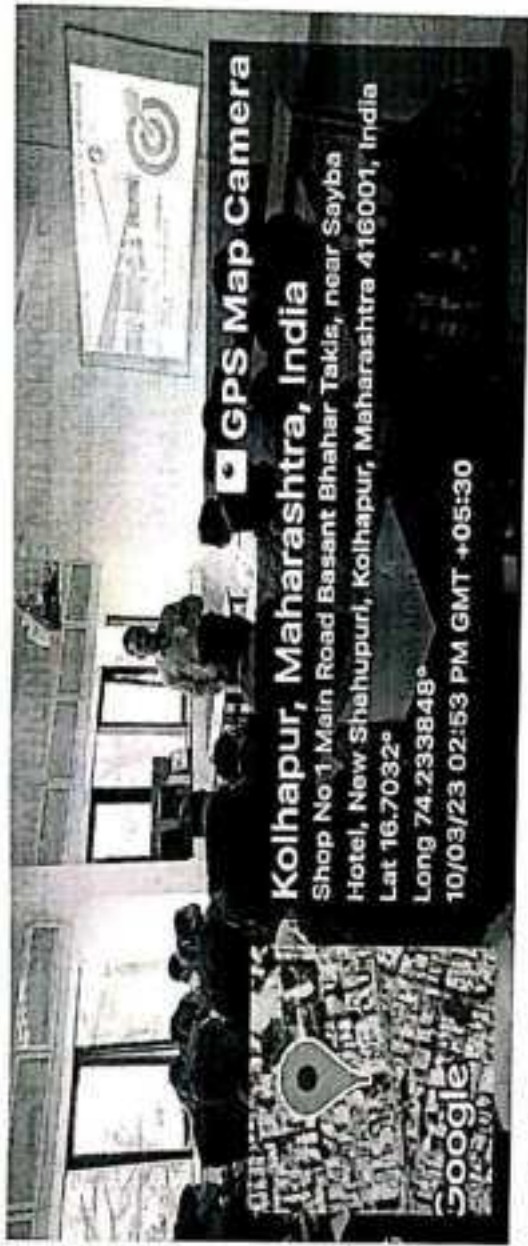 GPS Map Camera
Kolhapur, Maharashtra, India
Shop No 1 Main Road Basant Bhahar Takis, near Sayba
Hotel, New Shahupuri, Kolhapur, Maharashtra 416001, India
Lat 16.7032°
Long 74.233848°
10/03/23 02:53 PM GMT +05:30
Google